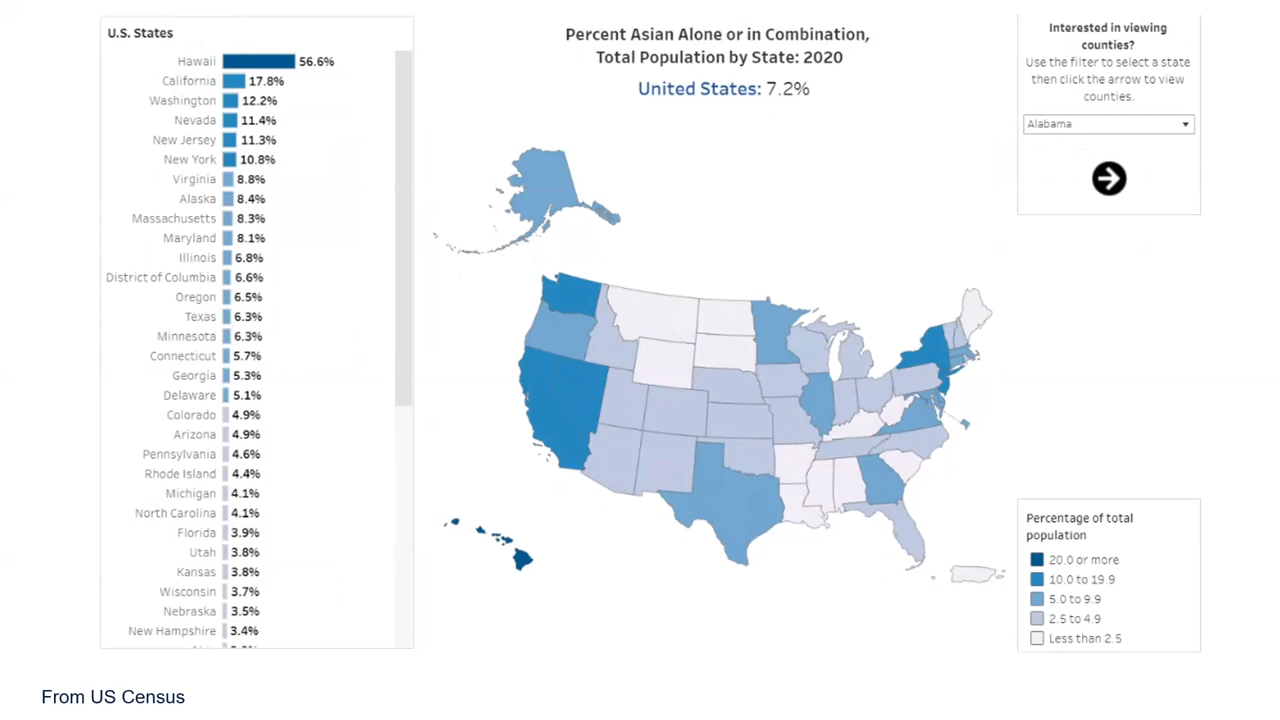 U.S. States
Hawaii 56.6%
California 17.8%
Washington 12.2%
Nevada 11.4%
New Jersey 11.3%
New York 10.8%
Virginia 8.8%
Alaska 8.4%
Massachusetts 8.3%
Maryland 8.1%
Illinois 6.8%
District of Columbia 6.6%
Oregon 6.5%
Texas 6.3%
Minnesota 6.3%
Connecticut 5.7%
Georgia 5.3%
Delaware 5.1%
Colorado 4.9%
Arizona 4.9%
Pennsylvania 4.6%
Rhode Island 4.4%
Michigan 4.1%
North Carolina 4.1%
Florida 3.9%
Utah 3.8%
Kansas 3.8%
Wisconsin 3.7%
Nebraska 3.5%
New Hampshire 3.4%
Percent Asian Alone or in Combination,
Total Population by State: 2020
United States: 7.2%
Interested in viewing
counties?
Use the filter to select a state
then click the arrow to view
counties.
Alabama
Percentage of total
population
20.0 or more
10.0 to 19.9
5.0 to 9.9
2.5 to 4.9
Less than 2.5
From US Census